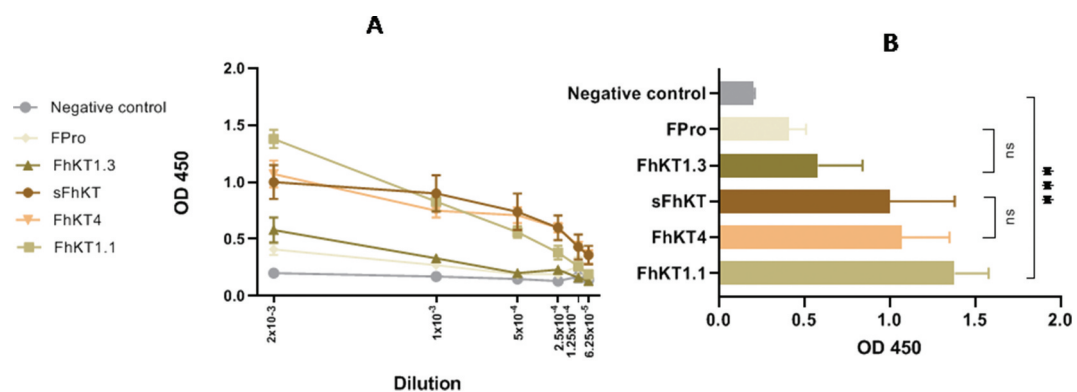 A
B
Negative control
FPro
FhKT1.3
sFhKT
FhKT4
FhKT1.1
OD 450
2.0
1.5
1.0
0.5
0.0
2x10-3
1x10-3
5x10-4
2.5x10-4
1.25x10-4
6.25x10-5
Dilution
Negative control
FPro
FhKT1.3
sFhKT
FhKT4
FhKT1.1
ns
ns
***
0.0 0.5 1.0 1.5 2.0
OD 450